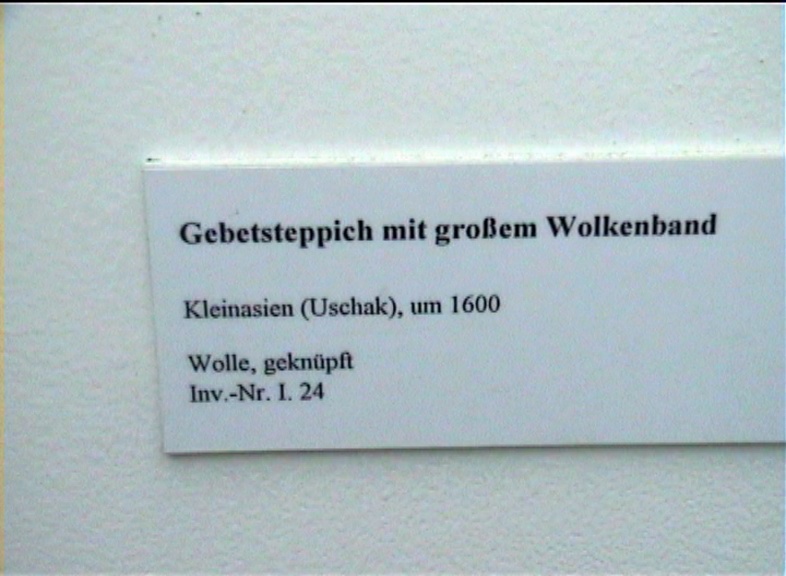 Gebetsteppich mit großem Wolkenband
Kleinasien (Uschak), um 1600
Wolle, geknüpft
Inv.-Nr. I. 24